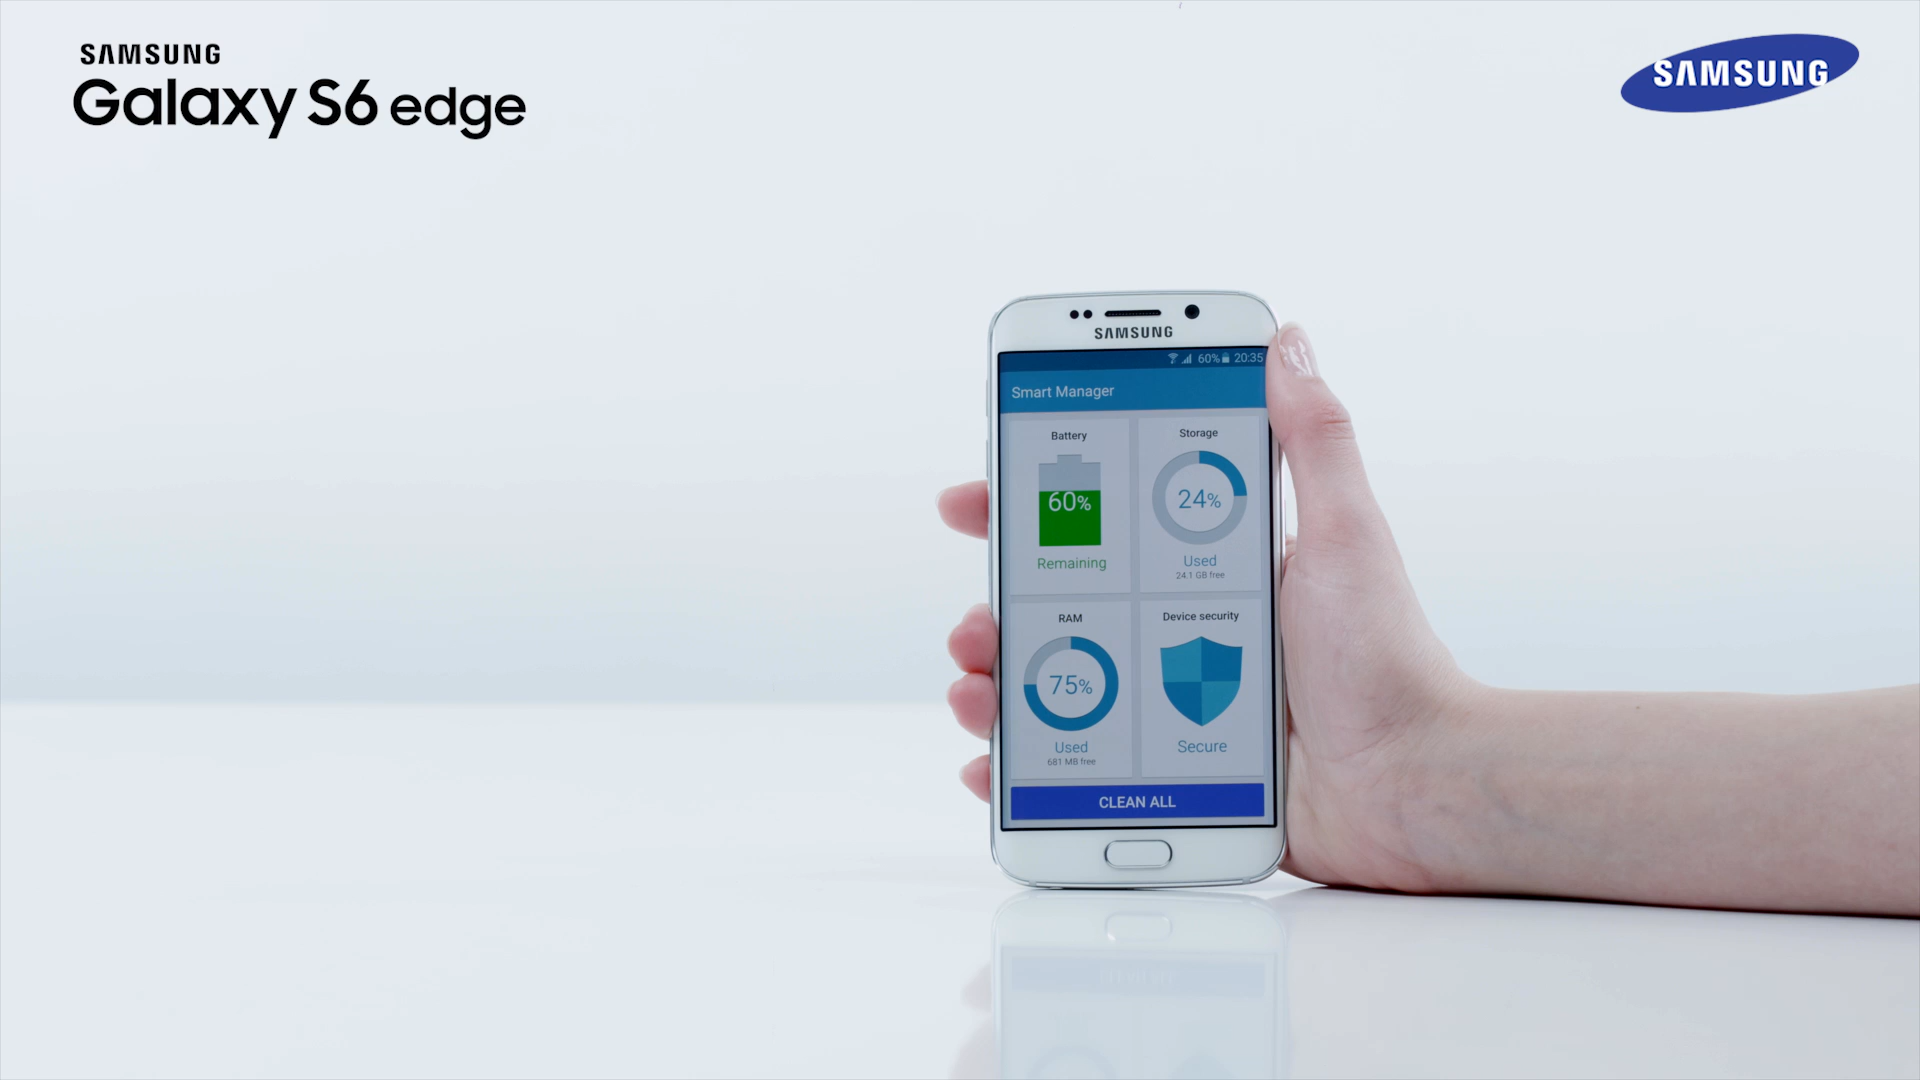 SAMSUNG
Galaxy S6 edge
SAMSUNG
SAMSUNG
60% 20:35
Smart Manager
Battery
60%
Remaining
Storage
24%
Used
24.1 GB free
RAM
75%
Used
681 MB free
Device security
Secure
CLEAN ALL